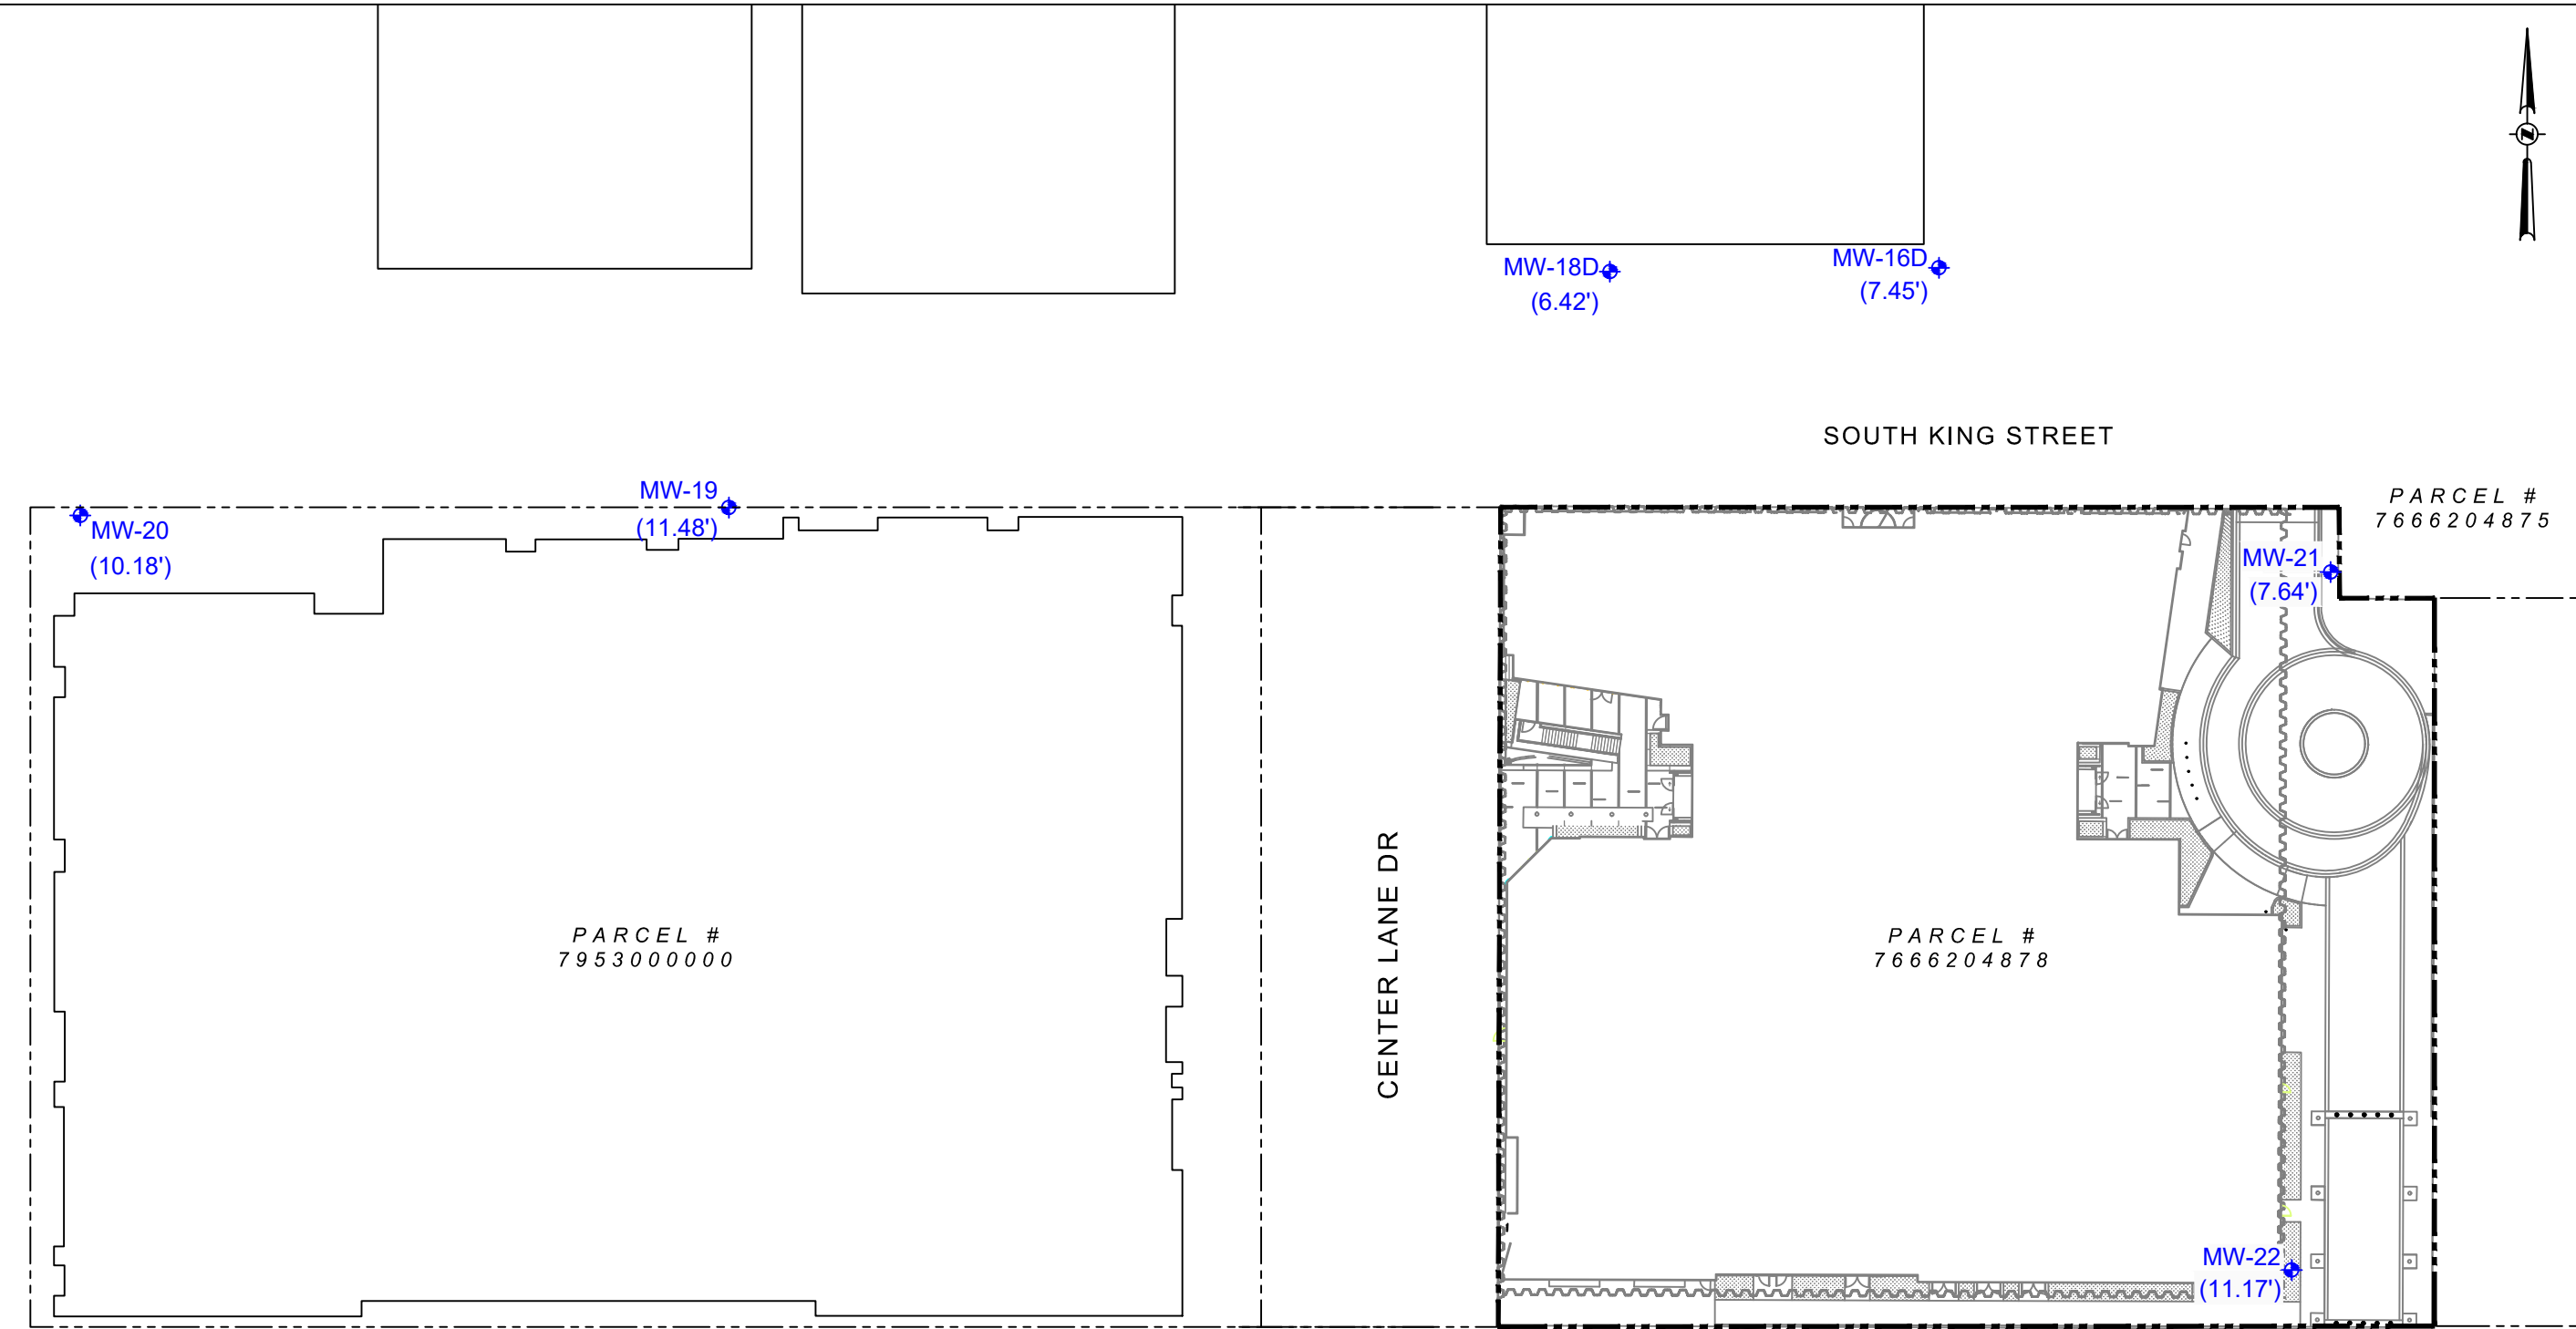 MW-18D
(6.42')
MW-16D
(7.45')
N
SOUTH KING STREET
MW-20
(10.18')
MW-19
(11.48')
PARCEL #
7666204875
MW-21
(7.64')
PARCEL #
7953000000
CENTER LANE DR
PARCEL #
7666204878
MW-22
(11.17')